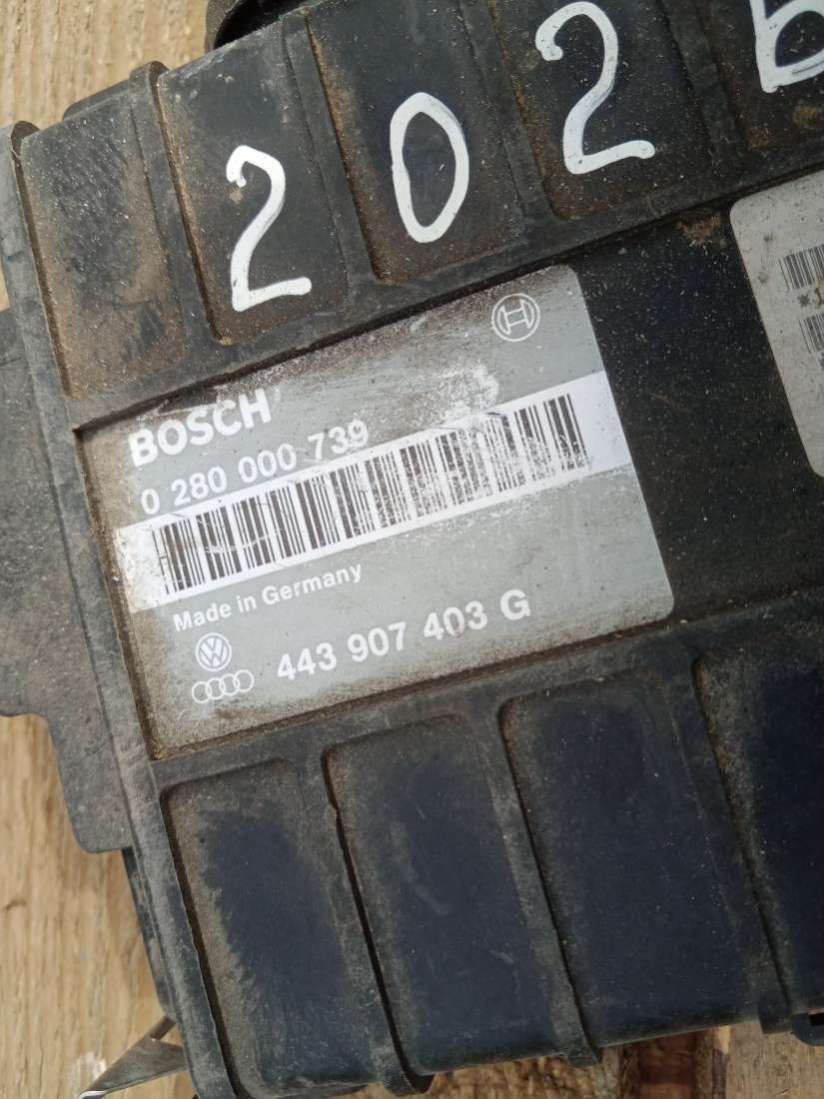 202
BOSCH
0 280 000 739
Made in Germany
443 907 403 G